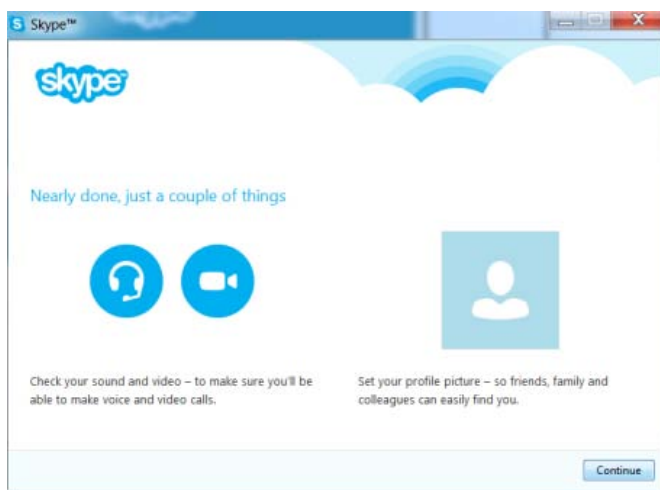 Skype™
skype™
Nearly done, just a couple of things
Check your sound and video – to make sure you'll be
able to make voice and video calls.
Set your profile picture – so friends, family and
colleagues can easily find you.
Continue